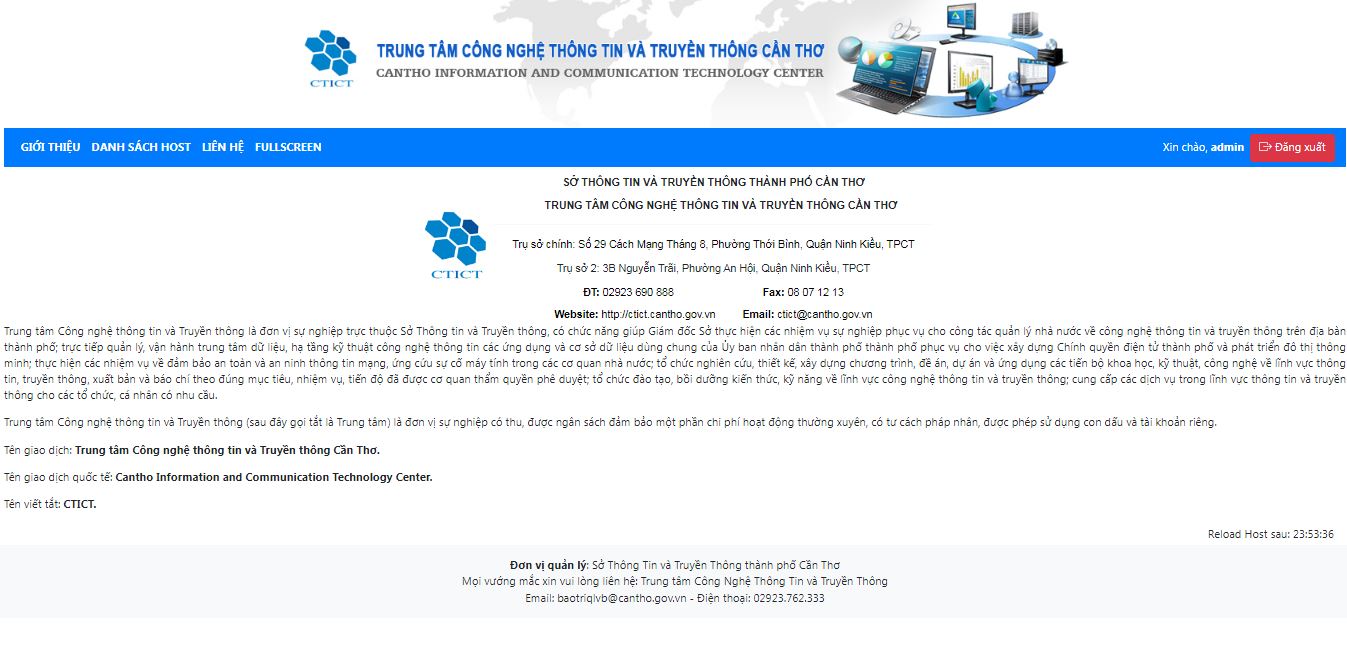 TRUNG TÂM CÔNG NGHỆ THÔNG TIN VÀ TRUYỀN THÔNG CẦN THƠ
CTICT
CANTHO INFORMATION AND COMMUNICATION TECHNOLOGY CENTER
GIỚI THIỆU DANH SÁCH HOST LIÊN HỆ FULLSCREEN Xin chào, admin Đăng xuất
SỞ THÔNG TIN VÀ TRUYỀN THÔNG THÀNH PHỐ CẦN THƠ
TRUNG TÂM CÔNG NGHỆ THÔNG TIN VÀ TRUYỀN THÔNG CẦN THƠ
CTICT
Trụ sở chính: Số 29 Cách Mạng Tháng 8, Phường Thới Bình, Quận Ninh Kiều, TPCT
Trụ sở 2: 3B Nguyễn Trãi, Phường An Hội, Quận Ninh Kiều, TPCT
ĐT: 02923 690 888 Fax: 08 07 12 13
Website: http://ctict.cantho.gov.vn Email: ctict@cantho.gov.vn
Trung tâm Công nghệ thông tin và Truyền thông là đơn vị sự nghiệp trực thuộc Sở Thông tin và Truyền thông, có chức năng giúp Giám đốc Sở thực hiện các nhiệm vụ sự nghiệp phục vụ cho công tác quản lý nhà nước về công nghệ thông tin và truyền thông trên địa bàn
thành phố; trực tiếp quản lý, vận hành trung tâm dữ liệu, hạ tầng kỹ thuật công nghệ thông tin các ứng dụng và cơ sở dữ liệu dùng chung của Ủy ban nhân dân thành phố thành phố phục vụ cho việc xây dựng Chính quyền điện tử thành phố và phát triển đô thị thông
minh; thực hiện các nhiệm vụ về đảm bảo an toàn và an ninh thông tin mạng, ứng cứu sự cố máy tính trong các cơ quan nhà nước; tổ chức nghiên cứu, thiết kế, xây dựng chương trình, đề án, dự án và ứng dụng các tiến bộ khoa học, kỹ thuật, công nghệ về lĩnh vực thông
tin, truyền thông, xuất bản và báo chí theo đúng mục tiêu, nhiệm vụ, tiến độ đã được cơ quan thẩm quyền phê duyệt; tổ chức đào tạo, bồi dưỡng kiến thức, kỹ năng về lĩnh vực công nghệ thông tin và truyền thông; cung cấp các dịch vụ trong lĩnh vực thông tin và truyền
thông cho các tổ chức, cá nhân có nhu cầu.
Trung tâm Công nghệ thông tin và Truyền thông (sau đây gọi tắt là Trung tâm) là đơn vị sự nghiệp có thu, được ngân sách đảm bảo một phần chi phí hoạt động thường xuyên, có tư cách pháp nhân, được phép sử dụng con dấu và tài khoản riêng.
Tên giao dịch: Trung tâm Công nghệ thông tin và Truyền thông Cần Thơ.
Tên giao dịch quốc tế: Cantho Information and Communication Technology Center.
Tên viết tắt: CTICT.
Reload Host sau: 23:53:36
Đơn vị quản lý: Sở Thông Tin và Truyền Thông thành phố Cần Thơ
Mọi vướng mắc xin vui lòng liên hệ: Trung tâm Công Nghệ Thông Tin và Truyền Thông
Email: baotriqlvb@cantho.gov.vn - Điện thoại: 02923.762.333